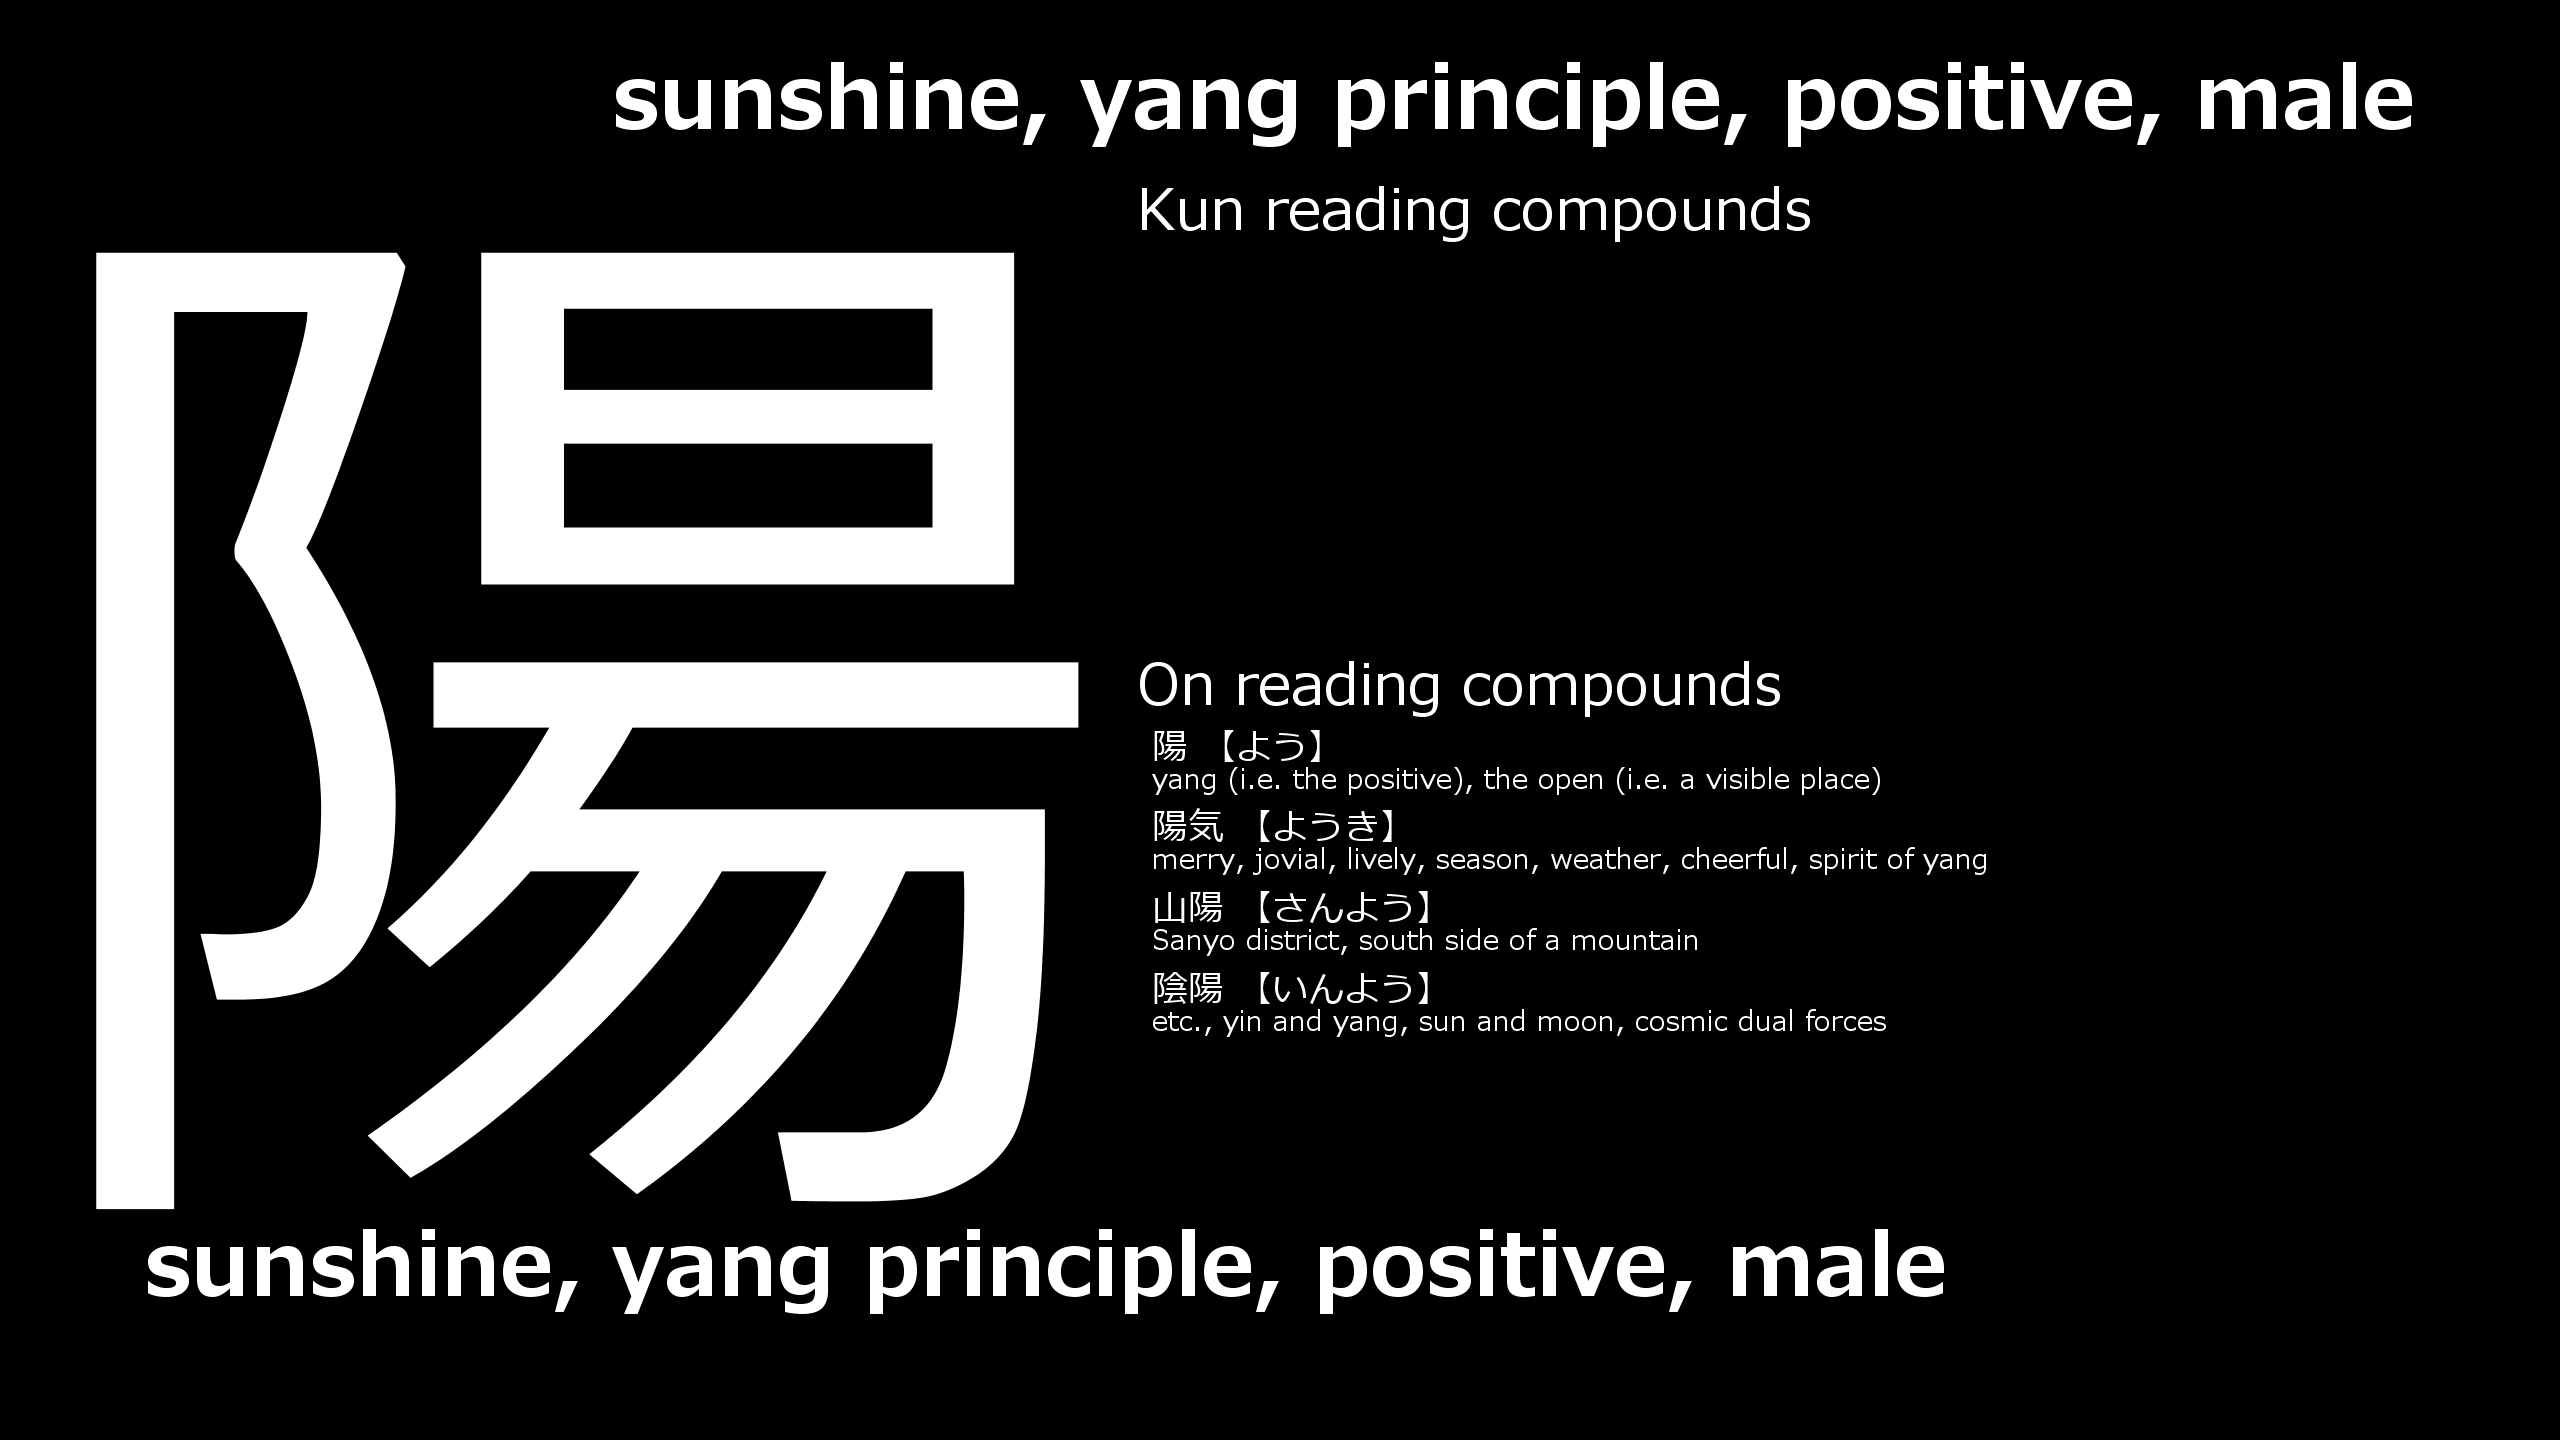 sunshine, yang principle, positive, male
Kun reading compounds
陽
On reading compounds
陽 【よう】
yang (i.e. the positive), the open (i.e. a visible place)
陽気 【ようき】
merry, jovial, lively, season, weather, cheerful, spirit of yang
山陽 【さんよう】
Sanyo district, south side of a mountain
陰陽 【いんよう】
etc., yin and yang, sun and moon, cosmic dual forces
sunshine, yang principle, positive, male